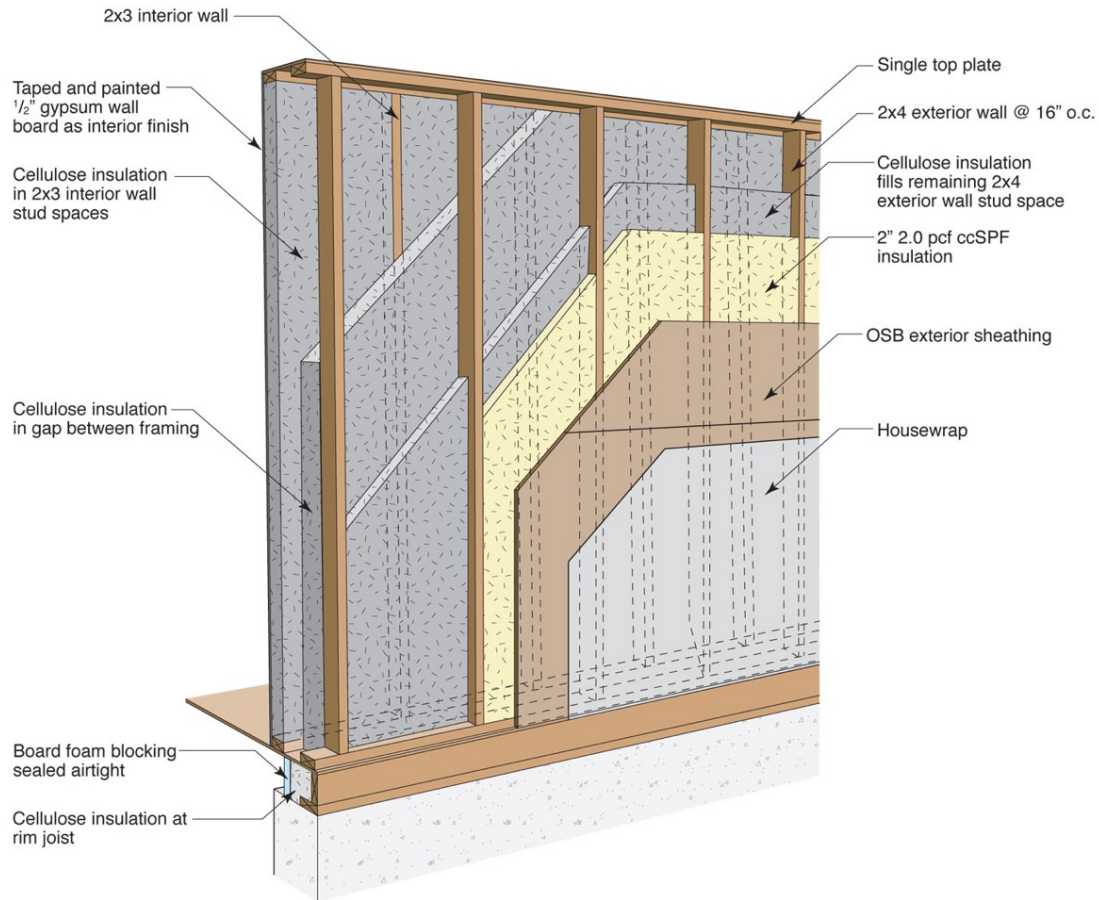 2x3 interior wall
Taped and painted
1/2" gypsum wall
board as interior finish
Cellulose insulation
in 2x3 interior wall
stud spaces
Cellulose insulation
in gap between framing
Board foam blocking
sealed airtight
Cellulose insulation at
rim joist
Single top plate
2x4 exterior wall @ 16" o.c.
Cellulose insulation
fills remaining 2x4
exterior wall stud space
2" 2.0 pcf ccSPF
insulation
OSB exterior sheathing
Housewrap